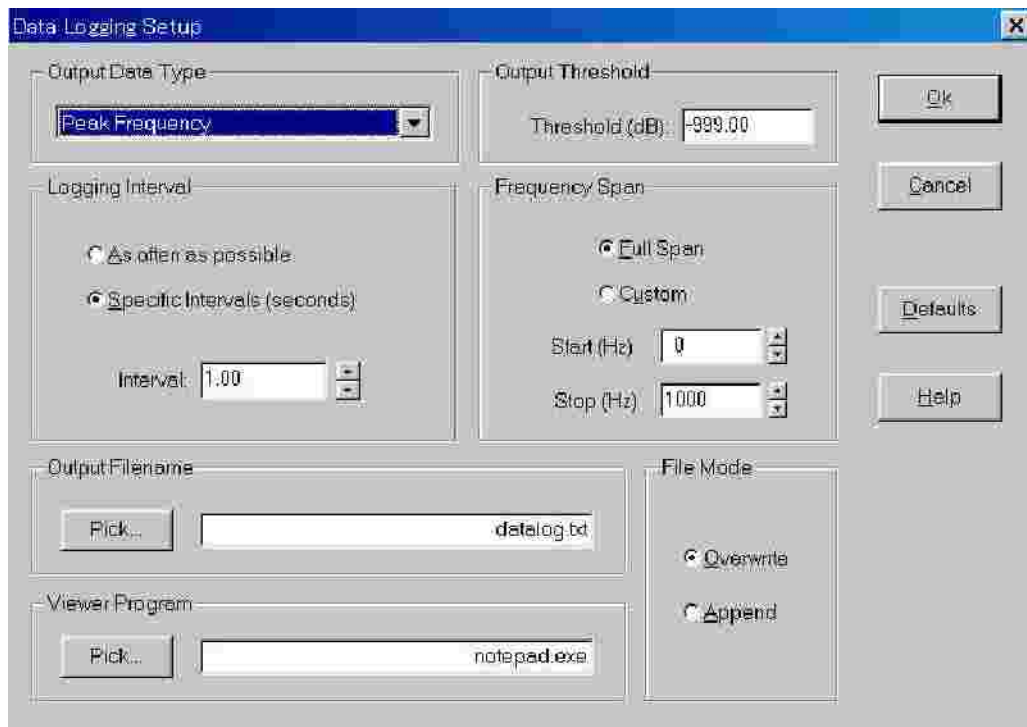 Data Logging Setup
Output Data Type
Peak Frequency
Output Threshold
Threshold (dB): -999.00
Ok
Cancel
Defaults
Help
Logging Interval
As often as possible
Specific Intervals (seconds)
Interval: 1.00
Frequency Span
Full Span
Custom
Start (Hz) 0
Stop (Hz) 1000
Output Filename
Pick... datalog.txt
Viewer Program
Pick... notepad.exe
File Mode
Overwrite
Append